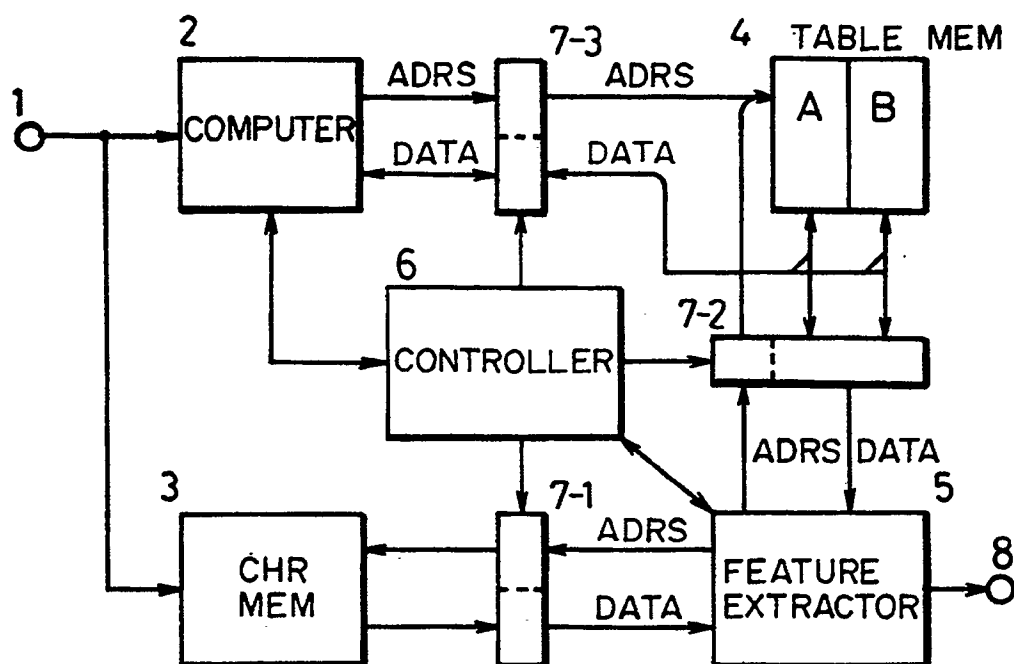 1
2
COMPUTER
ADRS
DATA
7-3
ADRS
DATA
4 TABLE MEM
A B
6
CONTROLLER
7-2
ADRS DATA
3
CHR
MEM
7-1
ADRS
DATA
5
FEATURE
EXTRACTOR
8